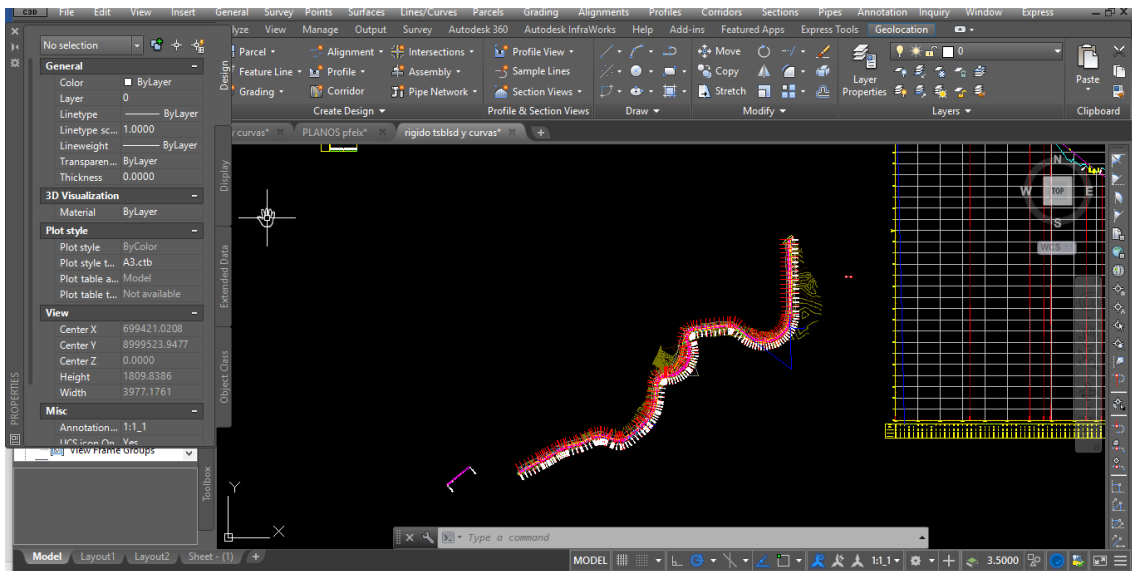 C3D File Edit View Insert General Survey Points Surfaces Lines/Curves Parcels Grading Alignments Profiles Corridors Sections Pipes Annotation Inquiry Window Express
lyze View Manage Output Survey Autodesk 360 Autodesk InfraWorks Help Add-ins Featured Apps Express Tools Geolocation
No selection
General
Color ByLayer
Layer 0
Linetype ByLayer
Linetype sc... 1.0000
Lineweight ByLayer
Transparen... ByLayer
Thickness 0.0000
3D Visualization
Material ByLayer
Plot style
Plot style ByColor
Plot style t... A3.ctb
Plot table a... Model
Plot table t... Not available
View
Center X 699421.0208
Center Y 8999523.9477
Center Z 0.0000
Height 1809.8386
Width 3977.1761
Misc
Annotation... 1:1_1
UCS icon On Yes
PROPERTIES
Design
Display
Extended Data
Object Class
View Frame Groups
Toolbox
Parcel Alignment Intersections Profile View Move
Feature Line Profile Assembly Sample Lines Copy
Grading Corridor Pipe Network Section Views Stretch
Layer Properties
0
Paste
Create Design Profile & Section Views Draw Modify Layers Clipboard
y curvas* PLANOS pfelx* rigido tsblsd y curvas*
N
W TOP E
S
WCS
Y
X
Type a command
Model Layout1 Layout2 Sheet - (1) +
MODEL 1:1_1 3.5000